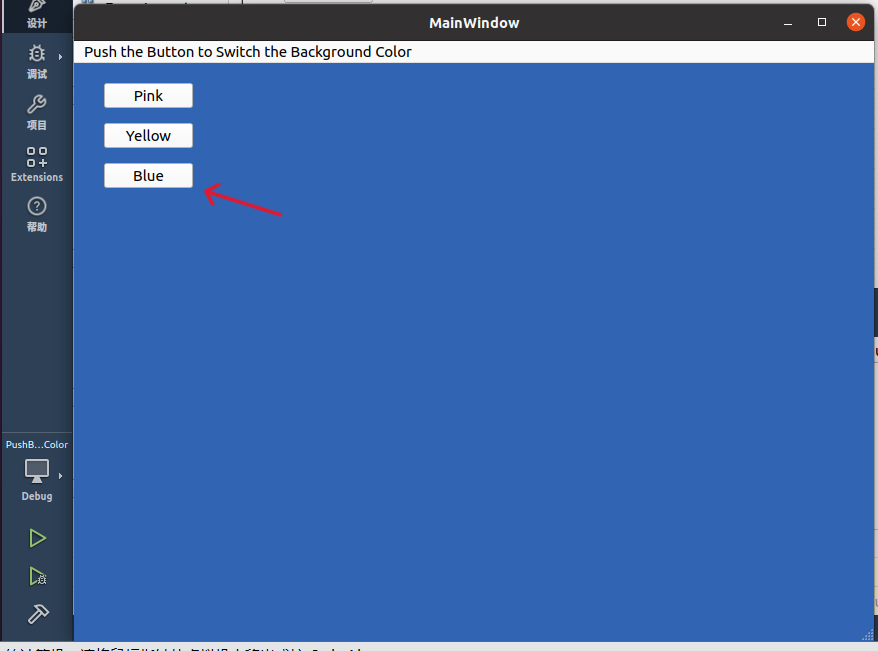 设计
MainWindow
Push the Button to Switch the Background Color
调试
Pink
项目
Yellow
Extensions
Blue
帮助
PushB...Color
Debug